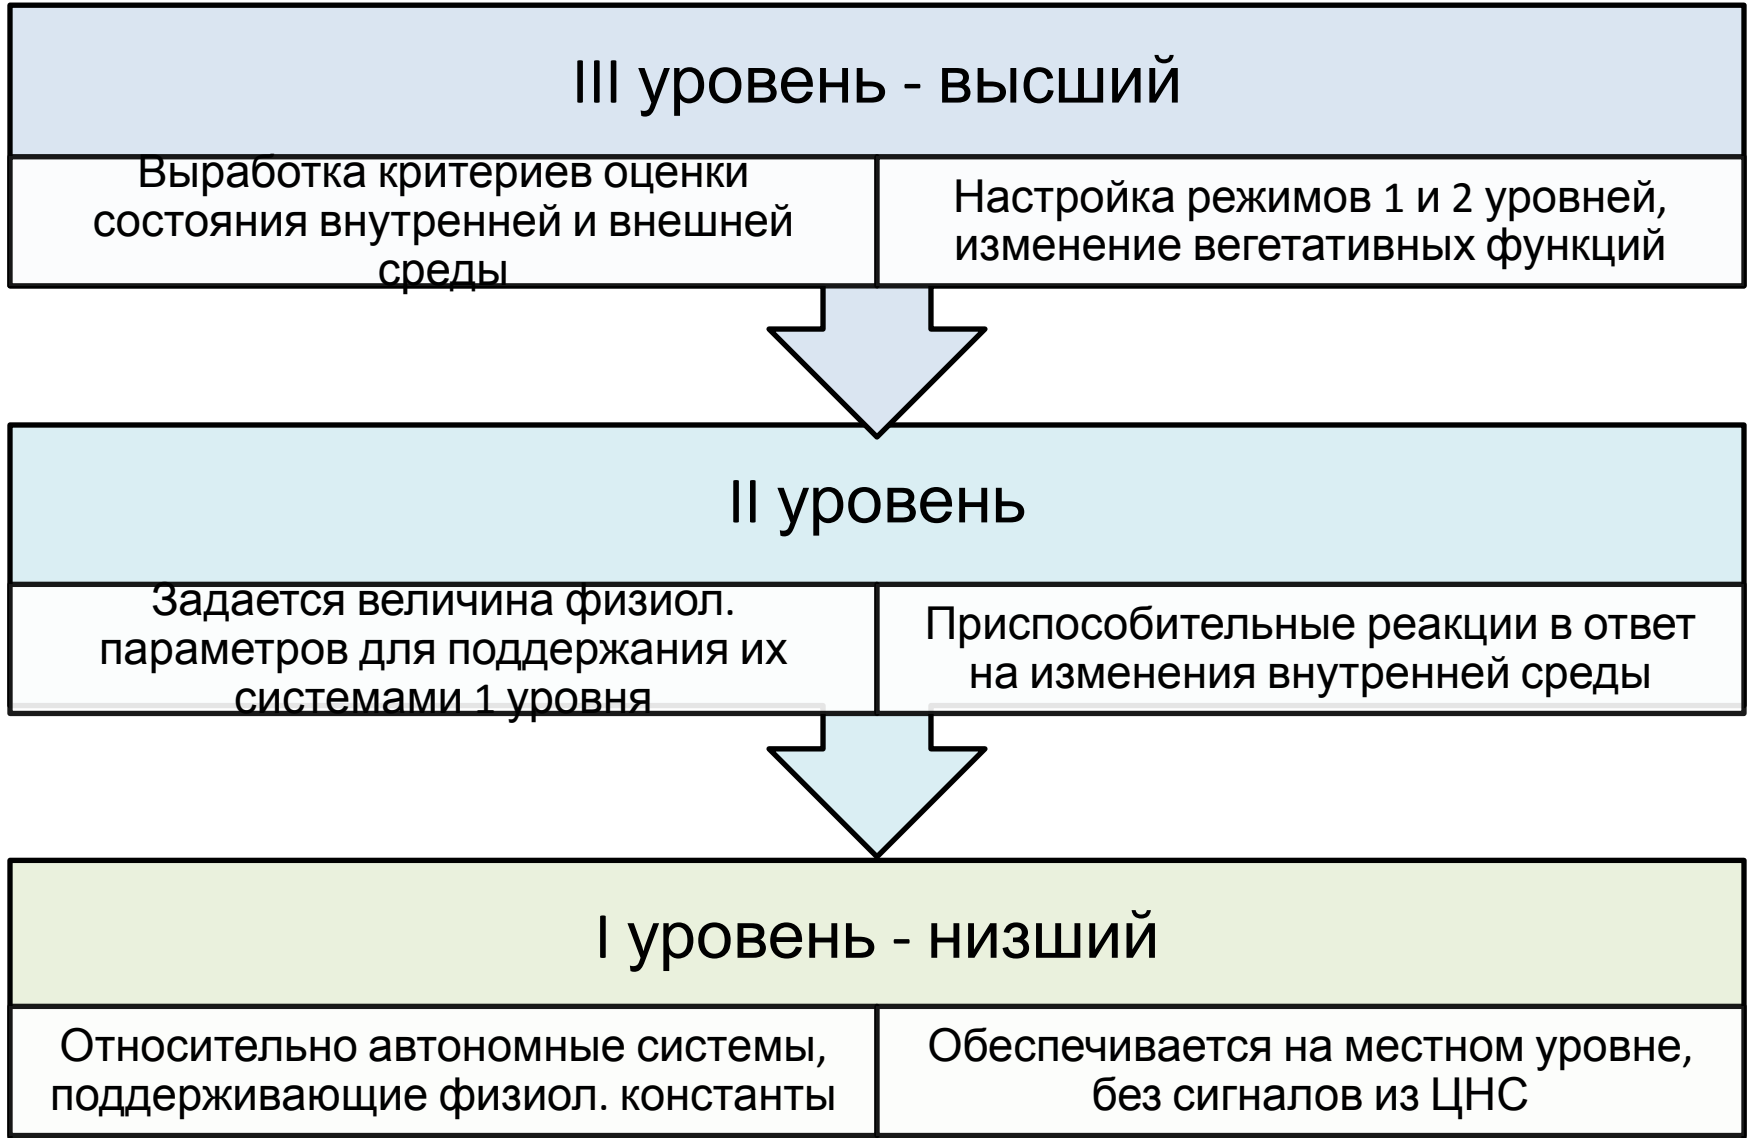 III уровень - высший
Выработка критериев оценки
состояния внутренней и внешней
среды
Настройка режимов 1 и 2 уровней,
изменение вегетативных функций
II уровень
Задается величина физиол.
параметров для поддержания их
системами 1 уровня
Приспособительные реакции в ответ
на изменения внутренней среды
I уровень - низший
Относительно автономные системы,
поддерживающие физиол. константы
Обеспечивается на местном уровне,
без сигналов из ЦНС